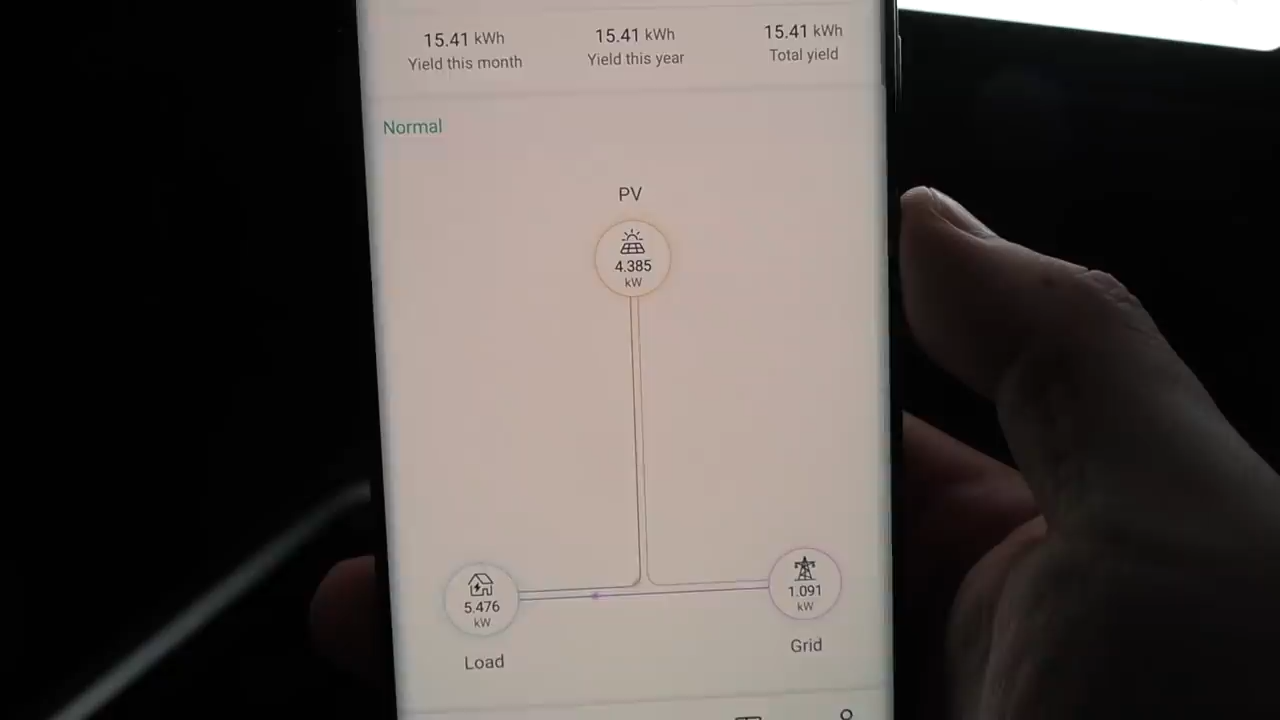 15.41 kWh
Yield this month
15.41 kWh
Yield this year
15.41 kWh
Total yield
Normal
PV
4.385
kW
5.476
kW
Load
1.091
kW
Grid